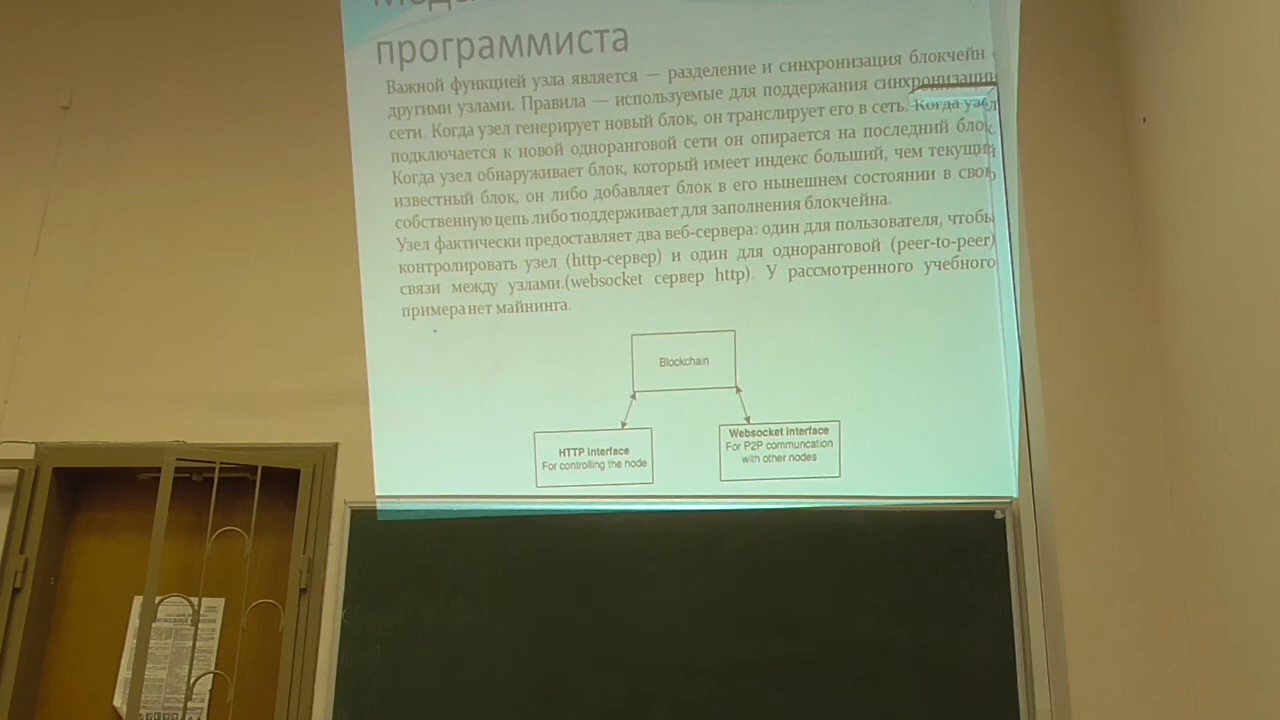 программиста
Важной функцией узла является — разделение и синхронизация блокчейн с
другими узлами. Правила — используемые для поддержания синхронизации
сети. Когда узел генерирует новый блок, он транслирует его в сеть. Когда узел
подключается к новой одноранговой сети он опирается на последний блок.
Когда узел обнаруживает блок, который имеет индекс больший, чем текущий
известный блок, он либо добавляет блок в его нынешнем состоянии в свою
собственную цепь либо поддерживает для заполнения блокчейна.
Узел фактически предоставляет два веб-сервера: один для пользователя, чтобы
контролировать узел (http-сервер) и один для одноранговой (peer-to-peer)
связи между узлами.(websocket сервер http). У рассмотренного учебного
примера нет майнинга.
Blockchain
HTTP Interface
For controlling the node
Websocket Interface
For P2P communcation
with other nodes